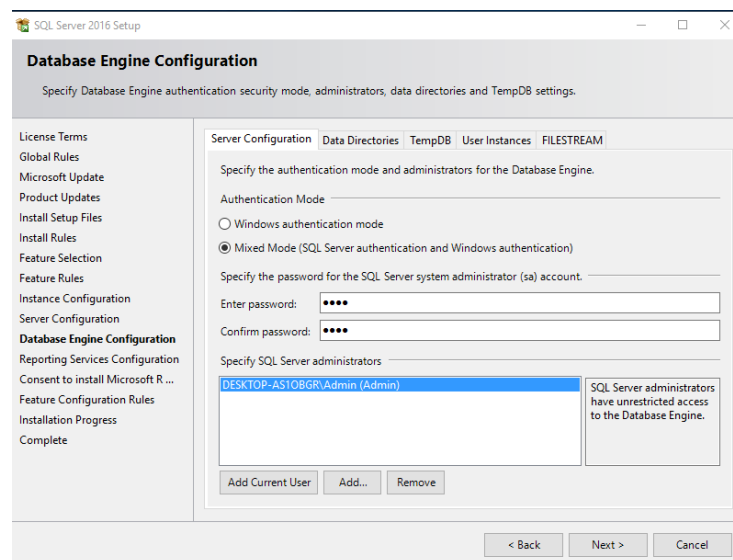 SQL Server 2016 Setup
Database Engine Configuration
Specify Database Engine authentication security mode, administrators, data directories and TempDB settings.
License Terms
Global Rules
Microsoft Update
Product Updates
Install Setup Files
Install Rules
Feature Selection
Feature Rules
Instance Configuration
Server Configuration
Database Engine Configuration
Reporting Services Configuration
Consent to install Microsoft R ...
Feature Configuration Rules
Installation Progress
Complete
Server Configuration Data Directories TempDB User Instances FILESTREAM
Specify the authentication mode and administrators for the Database Engine.
Authentication Mode
Windows authentication mode
Mixed Mode (SQL Server authentication and Windows authentication)
Specify the password for the SQL Server system administrator (sa) account.
Enter password: ••••
Confirm password: ••••
Specify SQL Server administrators
DESKTOP-AS1OBGR\Admin (Admin)
SQL Server administrators
have unrestricted access
to the Database Engine.
Add Current User Add... Remove
< Back Next > Cancel